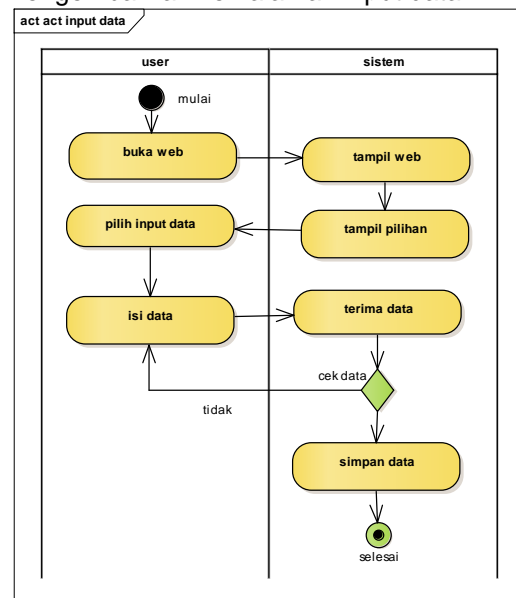 act act input data
user
sistem
mulai
buka web
tampil web
pilih input data
tampil pilihan
isi data
terima data
cek data
tidak
simpan data
selesai